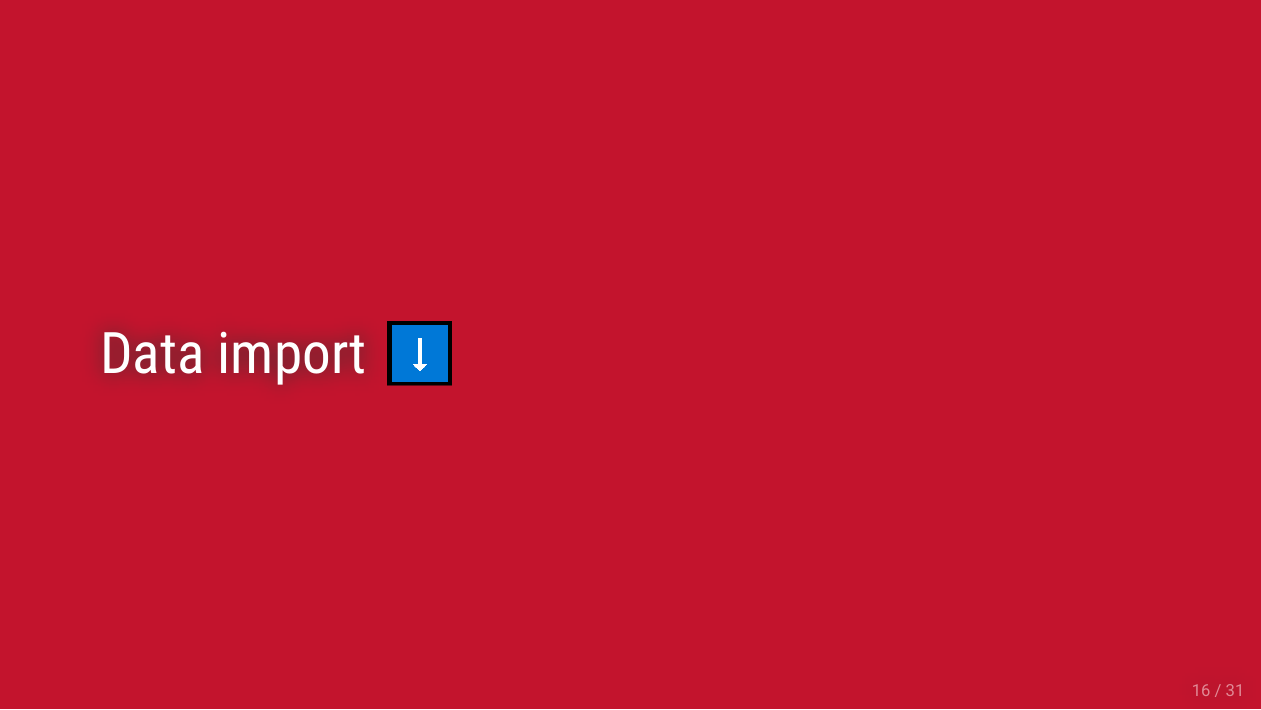 Data import ⬇️
16 / 31